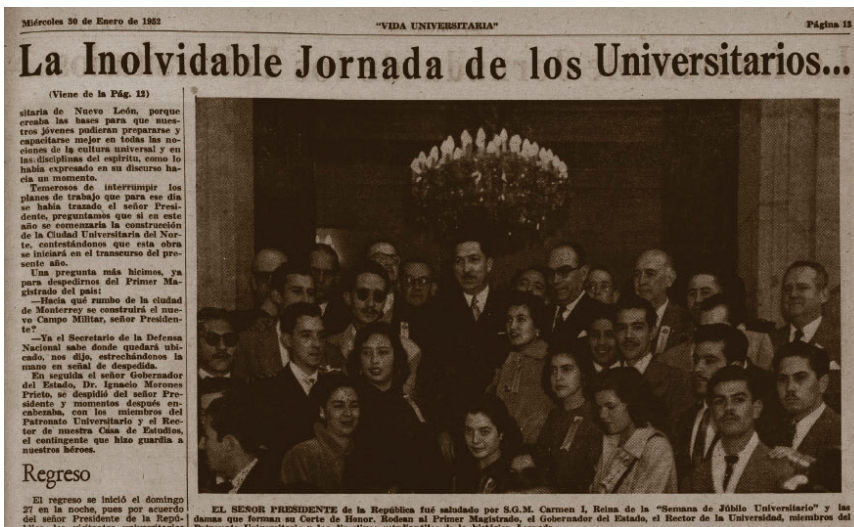 Miércoles 30 de Enero de 1952
"VIDA UNIVERSITARIA"
Página 13
La Inolvidable Jornada de los Universitarios...
(Viene de la Pág. 12)
sitaria de Nuevo León, porque
creaba las bases para que nues-
tros jóvenes pudieran prepararse y
capacitarse mejor en todas las no-
ciones de la cultura universal y en
las disciplinas del espíritu, como lo
había expresado en su discurso ha-
cía un momento.
Temerosos de interrumpir los
planes de trabajo que para ese día
se había trazado el señor Presi-
dente, preguntamos que si en este
año se comenzaría la construcción
de la Ciudad Universitaria del Nor-
te, contestándonos que esta obra
se iniciará en el transcurso del pre-
sente año.
Una pregunta más hicimos, ya
para despedirnos del Primer Ma-
gistrado del país:
—Hacia qué rumbo de la ciudad
de Monterrey se construirá el nue-
vo Campo Militar, señor Presiden-
te?
—Ya el Secretario de la Defensa
Nacional sabe donde quedará ubi-
cado, nos dijo, estrechándonos la
mano en señal de despedida.
En seguida el señor Gobernador
del Estado, Dr. Ignacio Morones
Prieto, se despidió del señor Pre-
sidente y momentos después en-
cabezaba, con los miembros del
Patronato Universitario y el Rec-
tor de nuestra Casa de Estudios,
el contingente que hizo guardia a
nuestros héroes.
Regreso
El regreso se inició el domingo
27 en la noche, pues por acuerdo
del señor Presidente de la Repú-
EL SEÑOR PRESIDENTE de la República fué saludado por S.G.M. Carmen I, Reina de la "Semana de Júbilo Universitario" y las
damas que forman su Corte de Honor. Rodean al Primer Magistrado, el Gobernador del Estado, el Rector de la Universidad, miembros del